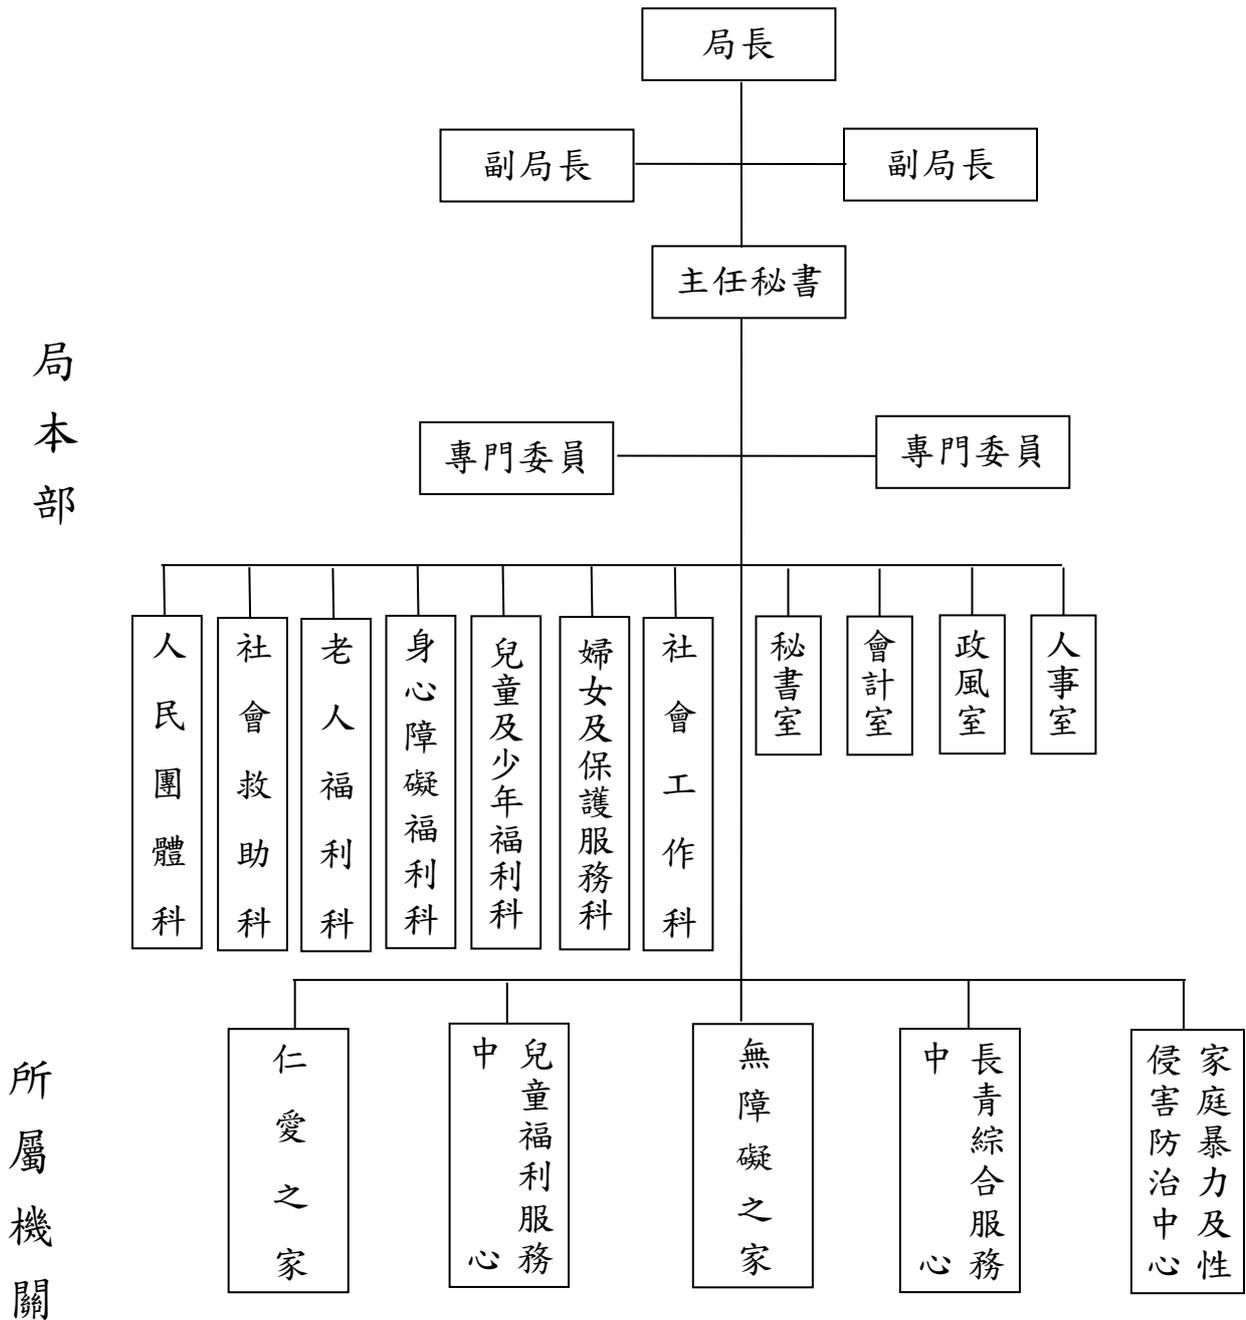 局長
副局長
副局長
主任秘書
局本部
專門委員
專門委員
人民團體科
社會救助科
老人福利科
身心障礙福利科
兒童及少年福利科
婦女及保護服務科
社會工作科
秘書室
會計室
政風室
人事室
所屬機關
仁愛之家
兒童福利服務
中心
無障礙之家
長青綜合服務
中心
家庭暴力及性
侵害防治中心